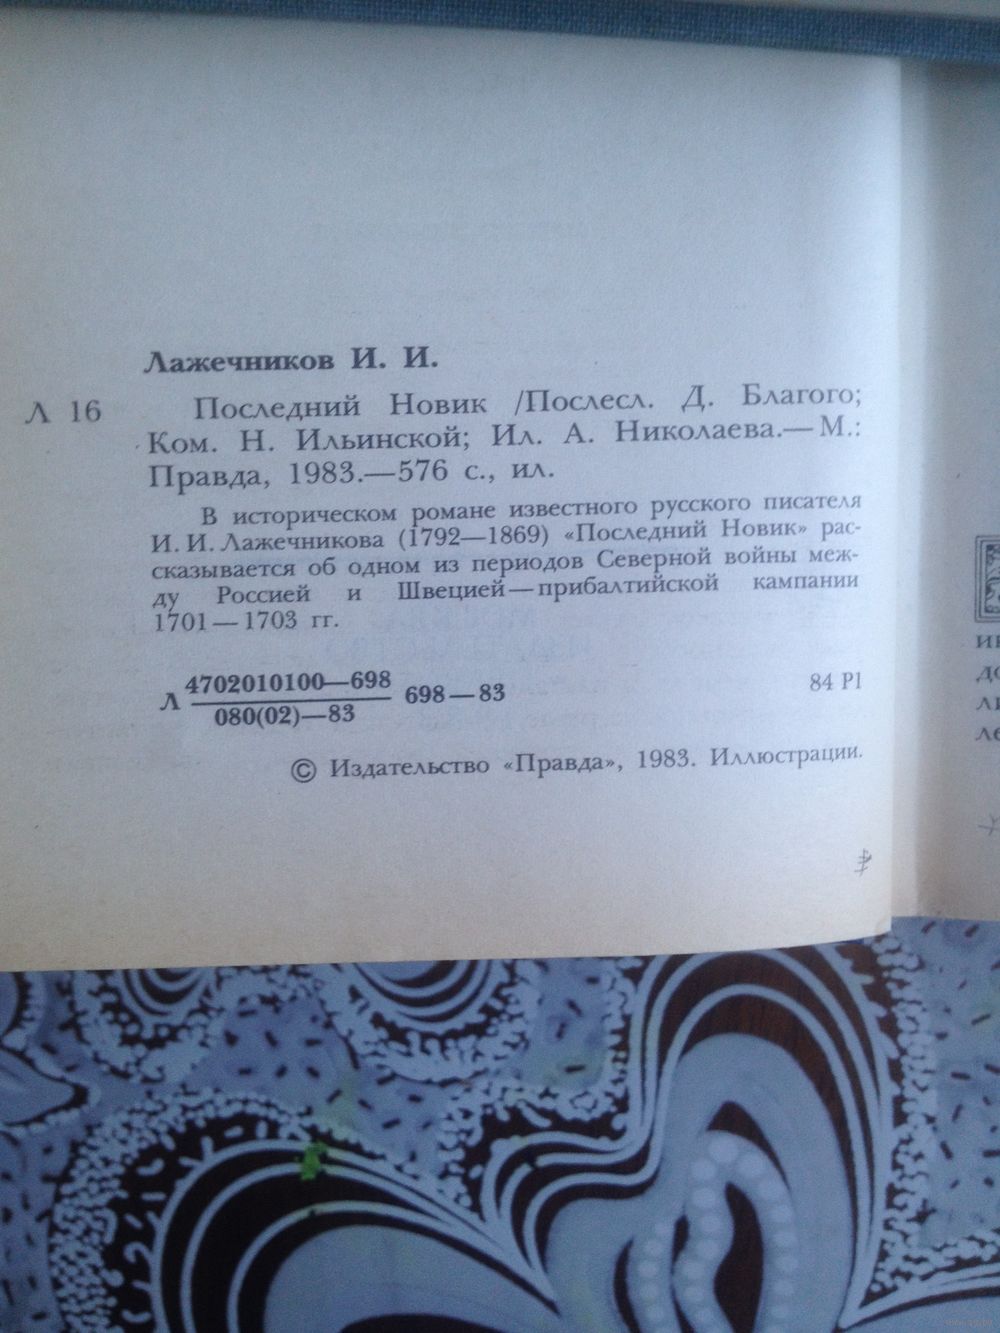 Лажечников И. И.
Л 16 Последний Новик /Послесл. Д. Благого;
Ком. Н. Ильинской; Ил. А. Николаева.— М.:
Правда, 1983.—576 с., ил.
В историческом романе известного русского писателя
И. И. Лажечникова (1792—1869) «Последний Новик» рас-
сказывается об одном из периодов Северной войны меж-
ду Россией и Швецией—прибалтийской кампании
1701—1703 гг.
4702010100—698
Л 698—83 84 Р1
080(02)—83
© Издательство «Правда», 1983. Иллюстрации.